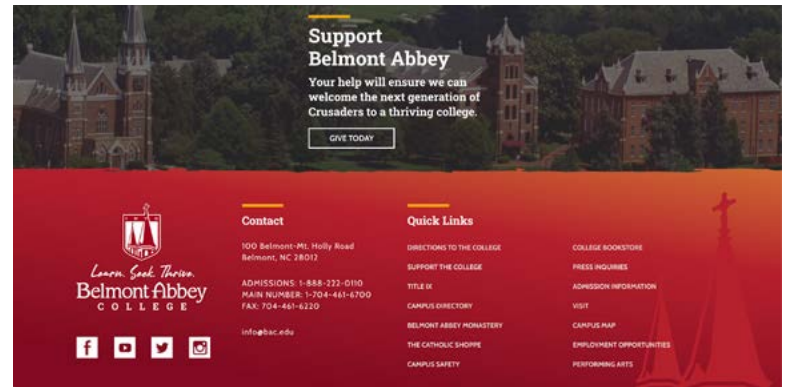 Support
Belmont Abbey
Your help will ensure we can
welcome the next generation of
Crusaders to a thriving college.
GIVE TODAY
Learn. Seek. Thrive.
Belmont Abbey
COLLEGE
Contact
100 Belmont-Mt. Holly Road
Belmont, NC 28012
ADMISSIONS: 1-888-222-0110
MAIN NUMBER: 1-704-461-6700
FAX: 704-461-6220
info@bac.edu
Quick Links
DIRECTIONS TO THE COLLEGE
SUPPORT THE COLLEGE
TITLE IX
CAMPUS DIRECTORY
BELMONT ABBEY MONASTERY
THE CATHOLIC SHOPPE
CAMPUS SAFETY
COLLEGE BOOKSTORE
PRESS INQUIRIES
ADMISSION INFORMATION
VISIT
CAMPUS MAP
EMPLOYMENT OPPORTUNITIES
PERFORMING ARTS